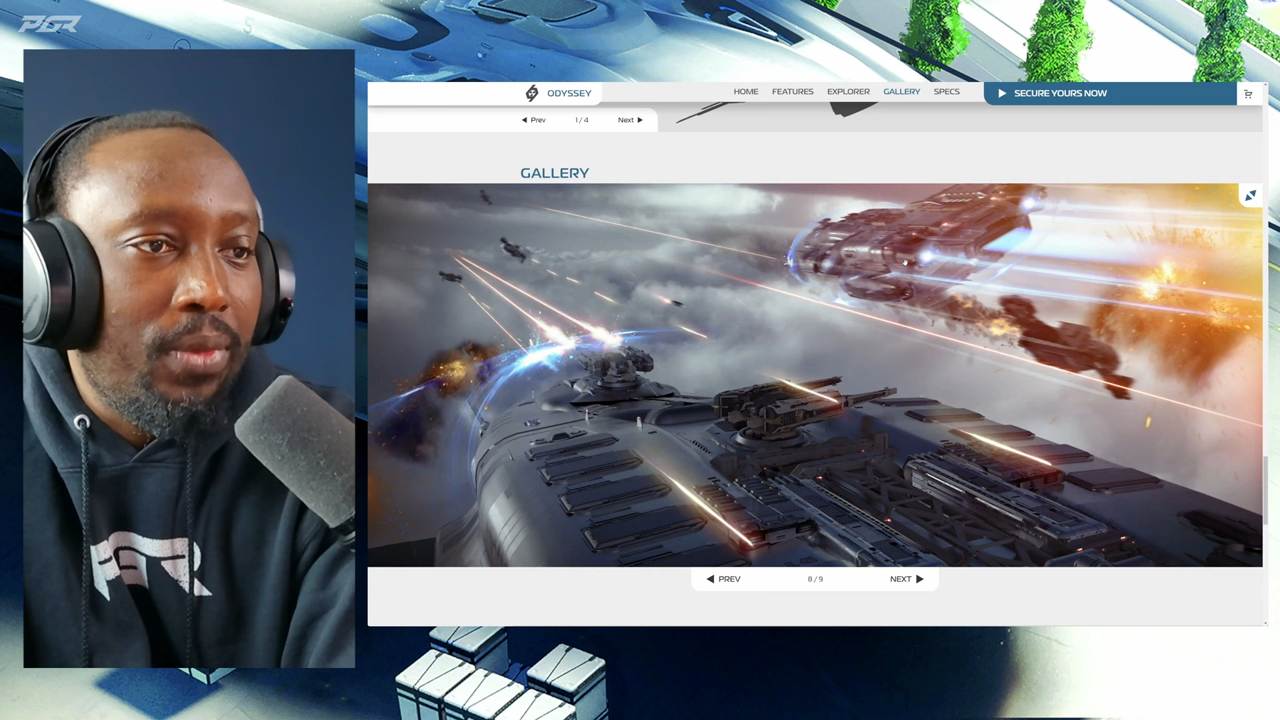 PGR
ODYSSEY
HOME FEATURES EXPLORER GALLERY SPECS
SECURE YOURS NOW
Prev 1 / 4 Next
GALLERY
PREV 8 / 9 NEXT